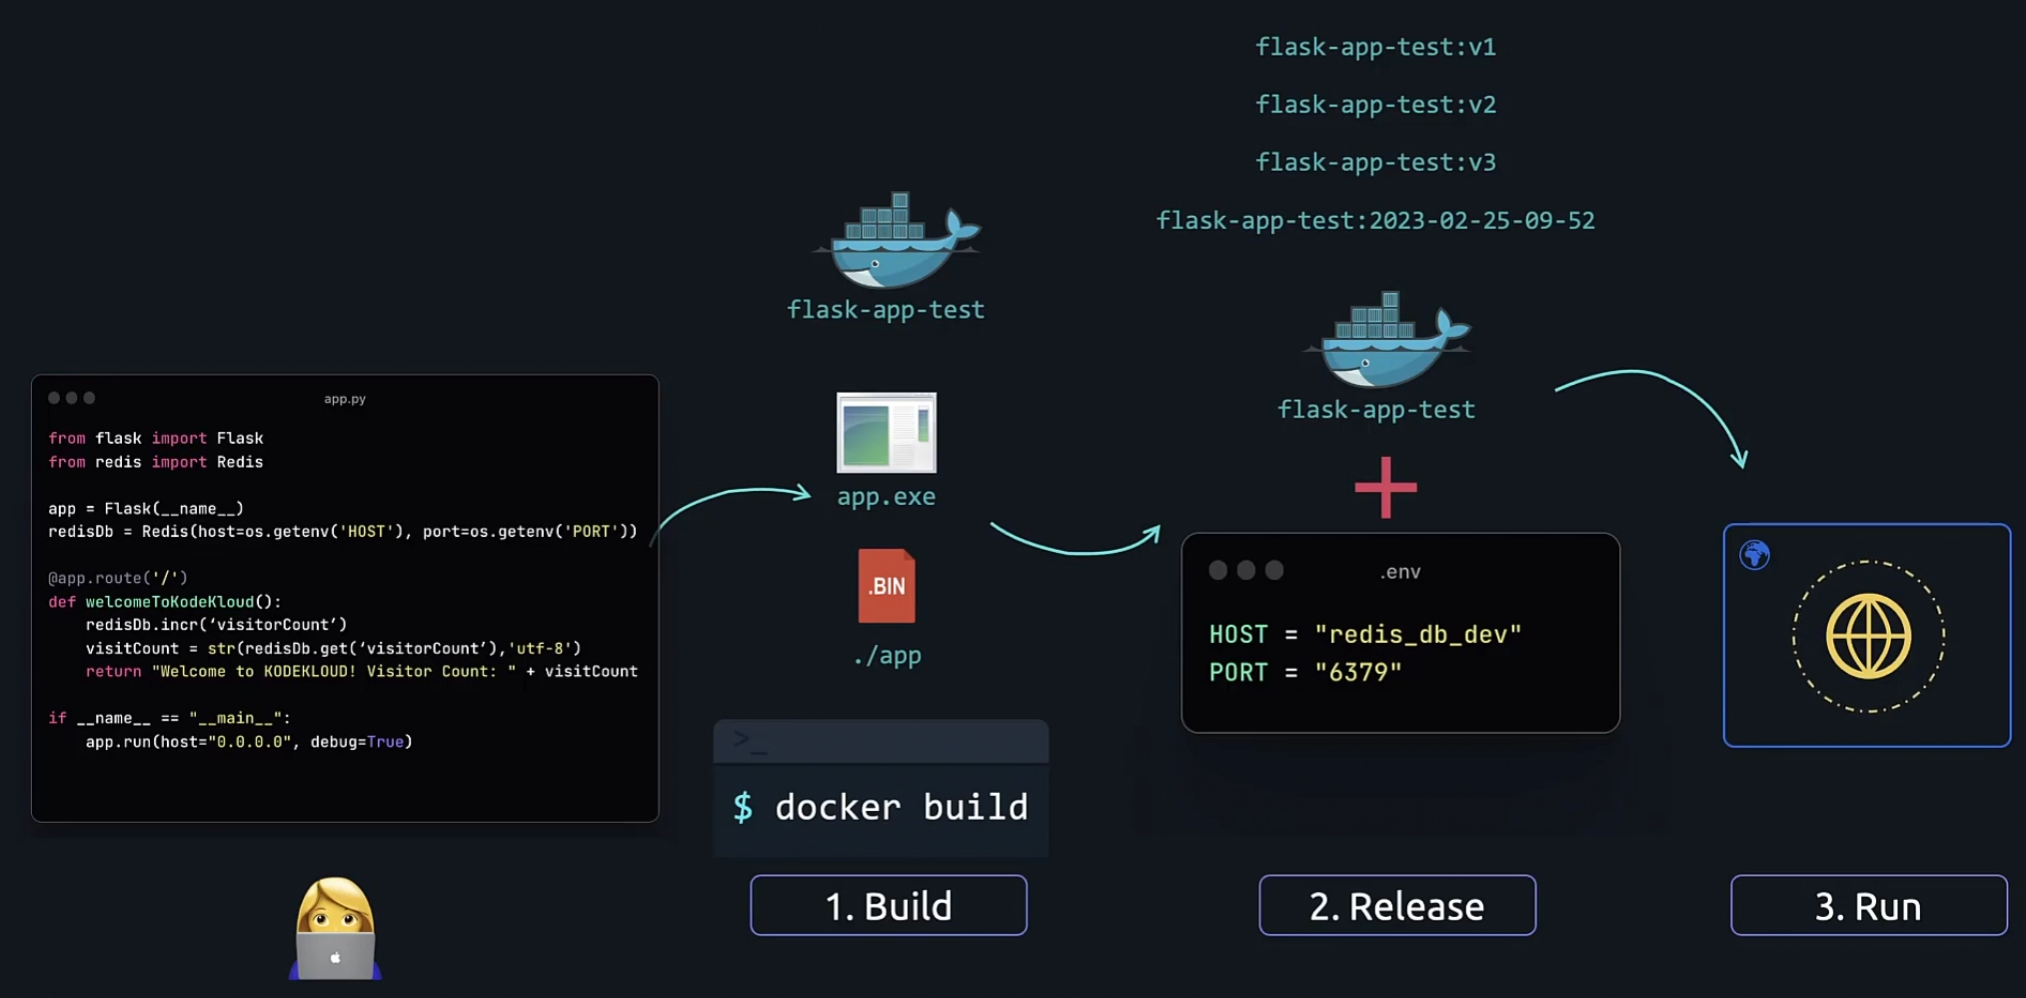 app.py
from flask import Flask
from redis import Redis
app = Flask(__name__)
redisDb = Redis(host=os.getenv('HOST'), port=os.getenv('PORT'))
@app.route('/')
def welcomeToKodeKloud():
    redisDb.incr(‘visitorCount’)
    visitCount = str(redisDb.get(‘visitorCount’),'utf-8')
    return "Welcome to KODEKLOUD! Visitor Count: " + visitCount
if __name__ == "__main__":
    app.run(host="0.0.0.0", debug=True)
flask-app-test
app.exe
.BIN
./app
>_
$ docker build
1. Build
flask-app-test:v1
flask-app-test:v2
flask-app-test:v3
flask-app-test:2023-02-25-09-52
flask-app-test
+
.env
HOST = "redis_db_dev"
PORT = "6379"
2. Release
3. Run